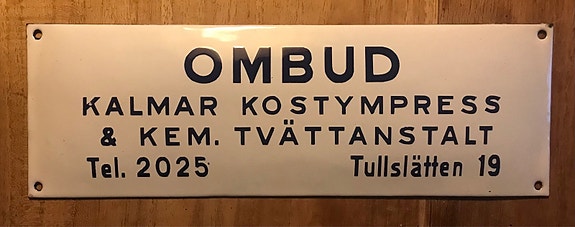 OMBUD
KALMAR KOSTYMPRESS
& KEM. TVÄTTANSTALT
Tel. 2025 Tullslätten 19